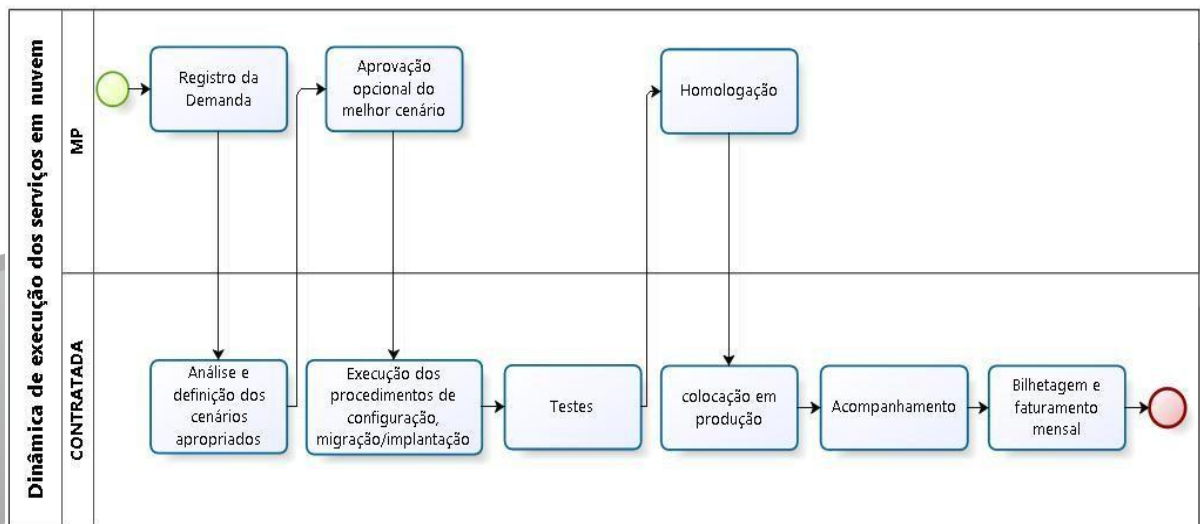 Dinâmica de execução dos serviços em nuvem
MP
Registro da
Demanda
Aprovação
opcional do
melhor cenário
Homologação
CONTRATADA
Análise e
definição dos
cenários
apropriados
Execução dos
procedimentos de
configuração,
migração/implantação
Testes
colocação em
produção
Acompanhamento
Bilhetagem e
faturamento
mensal